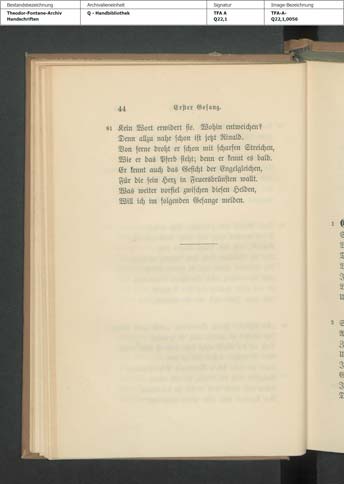 Bestandsbezeichnung Archivalieneinheit Signatur Image-Bezeichnung
Theodor-Fontane-Archiv Q - Handbibliothek TFA A TFA-A-
Handschriften Q22,1 Q22,1,0056
44 Erſter Geſang.
81 Kein Wort erwidert ſie. Wohin entweichen?
Denn allzu nahe ſchon iſt jetzt Rinald.
Von ferne droht er ſchon mit ſcharfen Streichen,
Wie er das Pferd ſieht; denn er kennt es bald.
Er kennt auch das Geſicht der Engelgleichen,
Für die ſein Herz in Feuersbrünſten wallt.
Was weiter vorfiel zwiſchen dieſen Helden,
Will ich im folgenden Geſange melden.
1
2